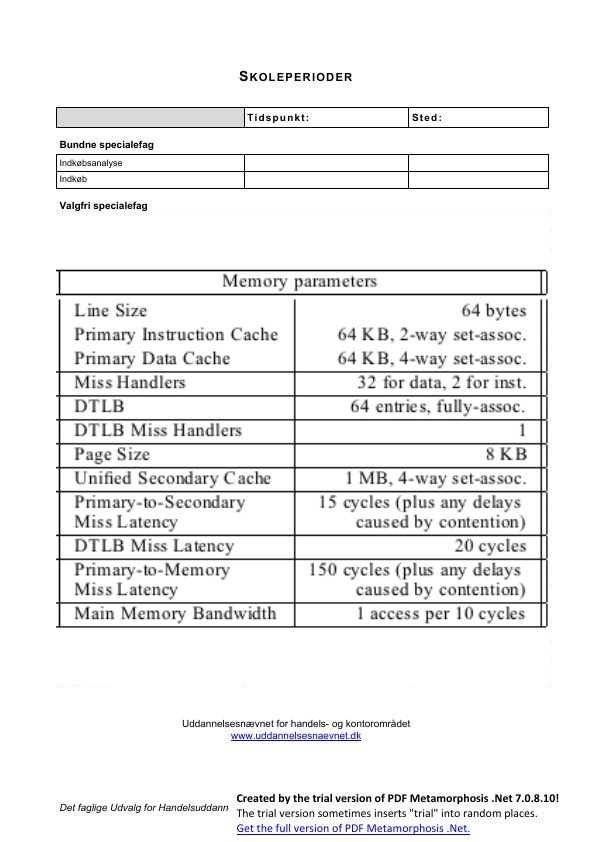 SKOLEPERIODER
Tidspunkt: Sted:
Bundne specialefag
Indkøbsanalyse
Indkøb
Valgfri specialefag
Memory parameters
Line Size 64 bytes
Primary Instruction Cache 64 KB, 2-way set-assoc.
Primary Data Cache 64 KB, 4-way set-assoc.
Miss Handlers 32 for data, 2 for inst.
DTLB 64 entries, fully-assoc.
DTLB Miss Handlers 1
Page Size 8 KB
Unified Secondary Cache 1 MB, 4-way set-assoc.
Primary-to-Secondary 15 cycles (plus any delays
Miss Latency caused by contention)
DTLB Miss Latency 20 cycles
Primary-to-Memory 150 cycles (plus any delays
Miss Latency caused by contention)
Main Memory Bandwidth 1 access per 10 cycles
Uddannelsesnævnet for handels- og kontorområdet
www.uddannelsesnaevnet.dk
Det faglige Udvalg for Handelsuddann
Created by the trial version of PDF Metamorphosis .Net 7.0.8.10!
The trial version sometimes inserts "trial" into random places.
Get the full version of PDF Metamorphosis .Net.